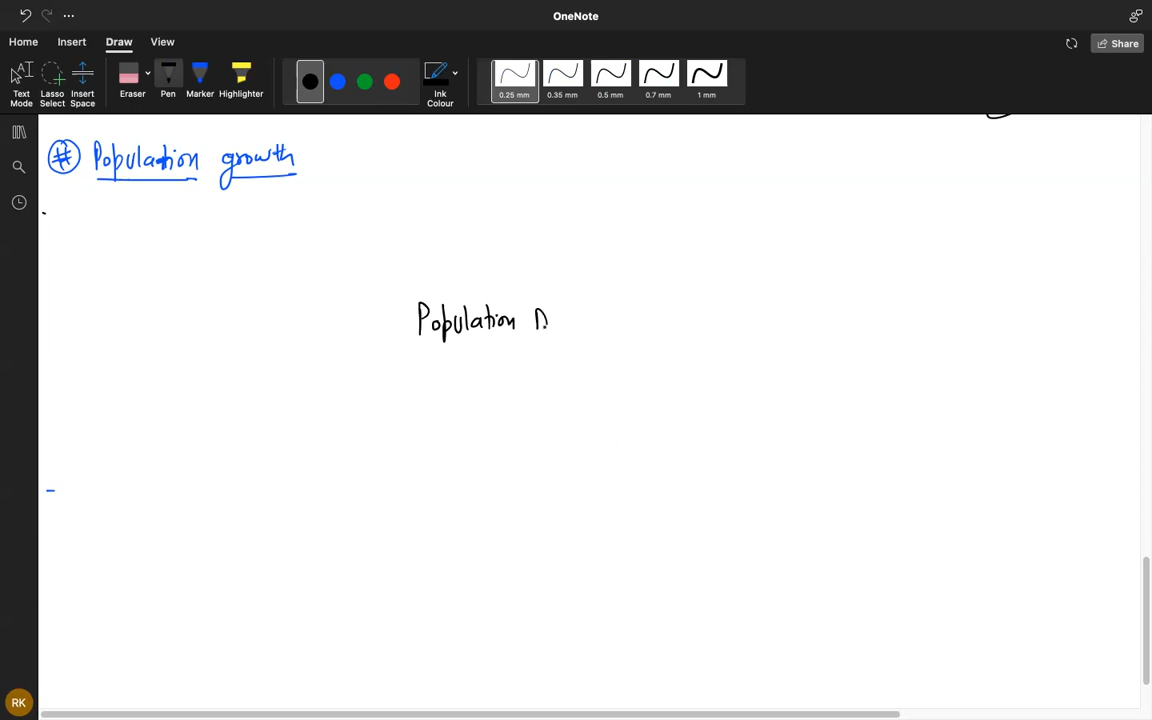 OneNote
Home Insert Draw View
Share
Text Mode
Lasso Select
Insert Space
Eraser
Pen
Marker
Highlighter
Ink Colour
0.25 mm
0.35 mm
0.5 mm
0.7 mm
1 mm
# Population growth
Population
RK